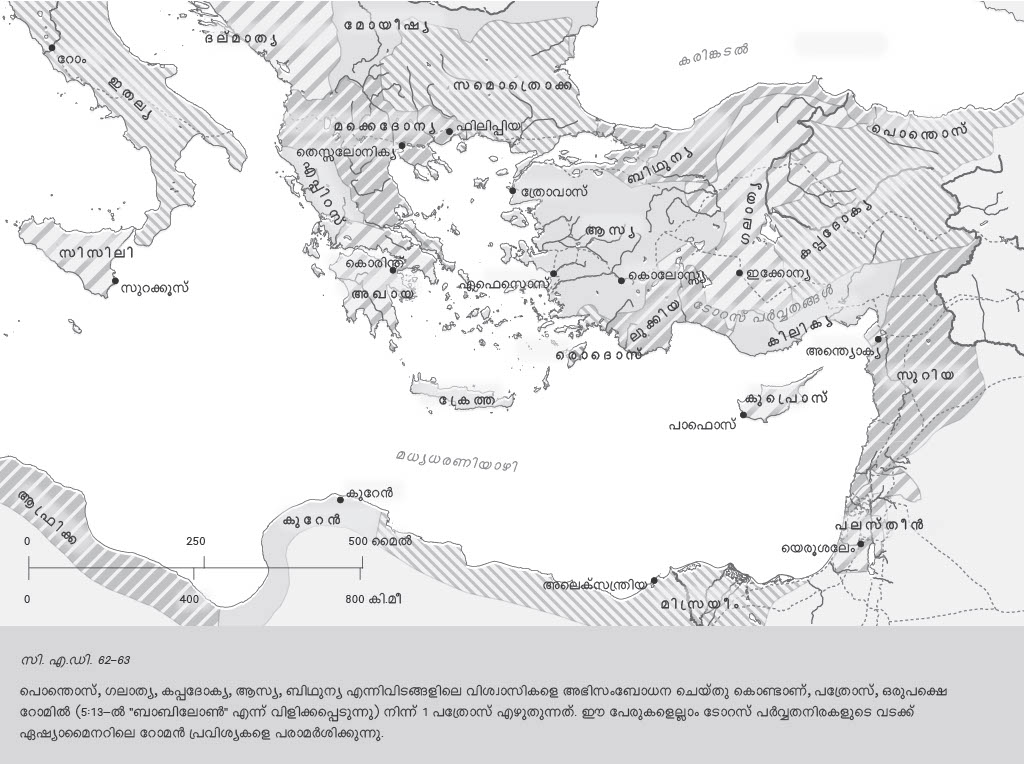 മോയീഷ്യ
ദല്മാത്യ
കരിങ്കടൽ
റോം
ഇതല്യ
സമൊത്രൊക്ക
മക്കെദോന്യ
ഫിലിപ്പിയ
പൊന്തൊസ്
തെസ്സലോനിക്യ
എപ്പിറസ്
ബിഥുന്യ
ത്രോവാസ്
ഗലാത്യ
കപ്പദോക്യ
ആസ്യ
സിസിലി
കൊരിന്ത്
കൊലോസ്സ്യ
ഇക്കോന്യ
സുറക്കൂസ്
എഫെസൊസ്
അഖായ
ടോറസ് പർവ്വതങ്ങൾ
ലുക്കിയ
കിലിക്യ
രൊദൊസ്
അന്ത്യൊക്യ
സുറിയ
ക്രേത്ത
കുപ്രൊസ്
പാഫൊസ്
മധ്യധരണിയാഴി
ആഫ്രിക്ക
കുറേൻ
കുറേൻ
പലസ്തീൻ
യെരൂശലേം
0 250 500 മൈൽ
അലെക്സന്ത്രിയ
0 400 800 കി.മീ
മിസ്രയീം
സി. എ.ഡി. 62–63
പൊന്തൊസ്, ഗലാത്യ, കപ്പദോക്യ, ആസ്യ, ബിഥുന്യ എന്നിവിടങ്ങളിലെ വിശ്വാസികളെ അഭിസംബോധന ചെയ്തു കൊണ്ടാണ്, പത്രോസ്, ഒരുപക്ഷെ
റോമിൽ (5:13–ൽ "ബാബിലോൺ" എന്ന് വിളിക്കപ്പെടുന്നു) നിന്ന് 1 പത്രോസ് എഴുതുന്നത്. ഈ പേരുകളെല്ലാം ടോറസ് പർവ്വതനിരകളുടെ വടക്ക്
ഏഷ്യാമൈനറിലെ റോമൻ പ്രവിശ്യകളെ പരാമർശിക്കുന്നു.